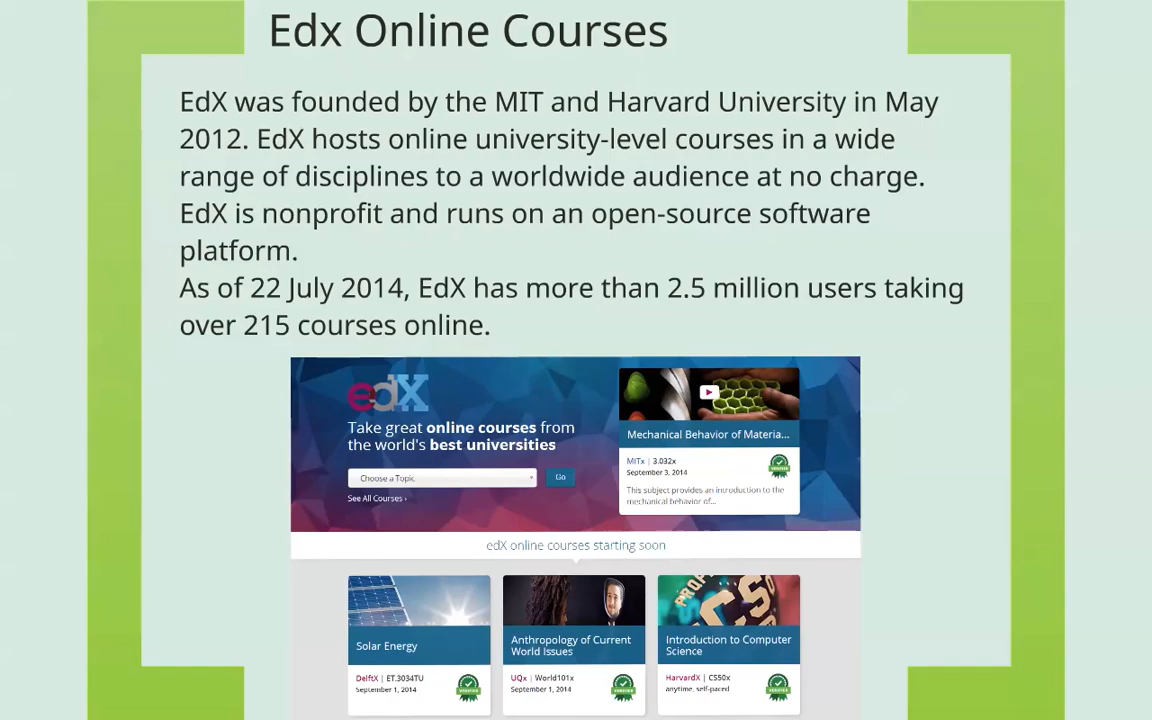 Edx Online Courses
EdX was founded by the MIT and Harvard University in May
2012. EdX hosts online university-level courses in a wide
range of disciplines to a worldwide audience at no charge.
EdX is nonprofit and runs on an open-source software
platform.
As of 22 July 2014, EdX has more than 2.5 million users taking
over 215 courses online.
edX
Take great online courses from
the world's best universities
Choose a Topic
Go
See All Courses ›
Mechanical Behavior of Materia...
MITx | 3.032x
September 3, 2014
VERIFIED
This subject provides an introduction to the
mechanical behavior of...
edX online courses starting soon
Solar Energy
DelftX | ET.3034TU
September 1, 2014
VERIFIED
Anthropology of Current
World Issues
UQx | World101x
September 1, 2014
VERIFIED
Introduction to Computer
Science
HarvardX | CS50x
anytime, self-paced
VERIFIED